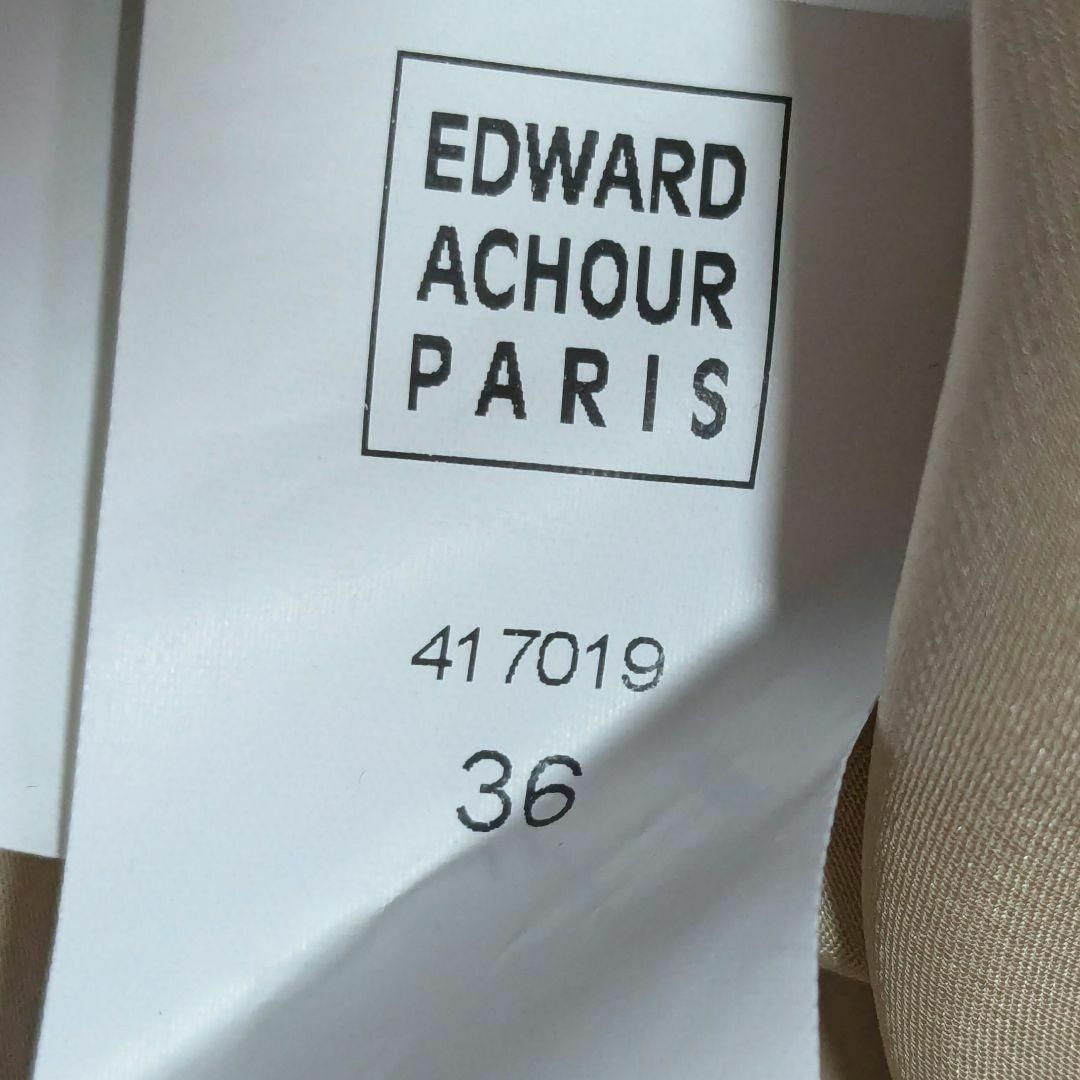 EDWARD
ACHOUR
PARIS
417019
36